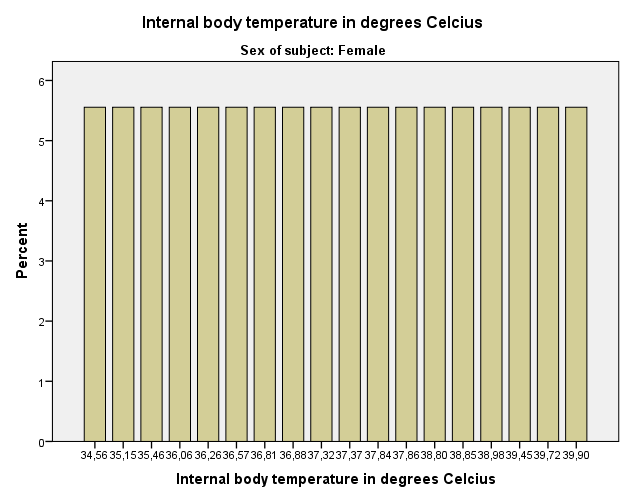 Internal body temperature in degrees Celcius
Sex of subject: Female
Percent
6
5
4
3
2
1
0
34,56 35,15 35,46 36,06 36,26 36,57 36,81 36,88 37,32 37,37 37,84 37,86 38,80 38,85 38,98 39,45 39,72 39,90
Internal body temperature in degrees Celcius